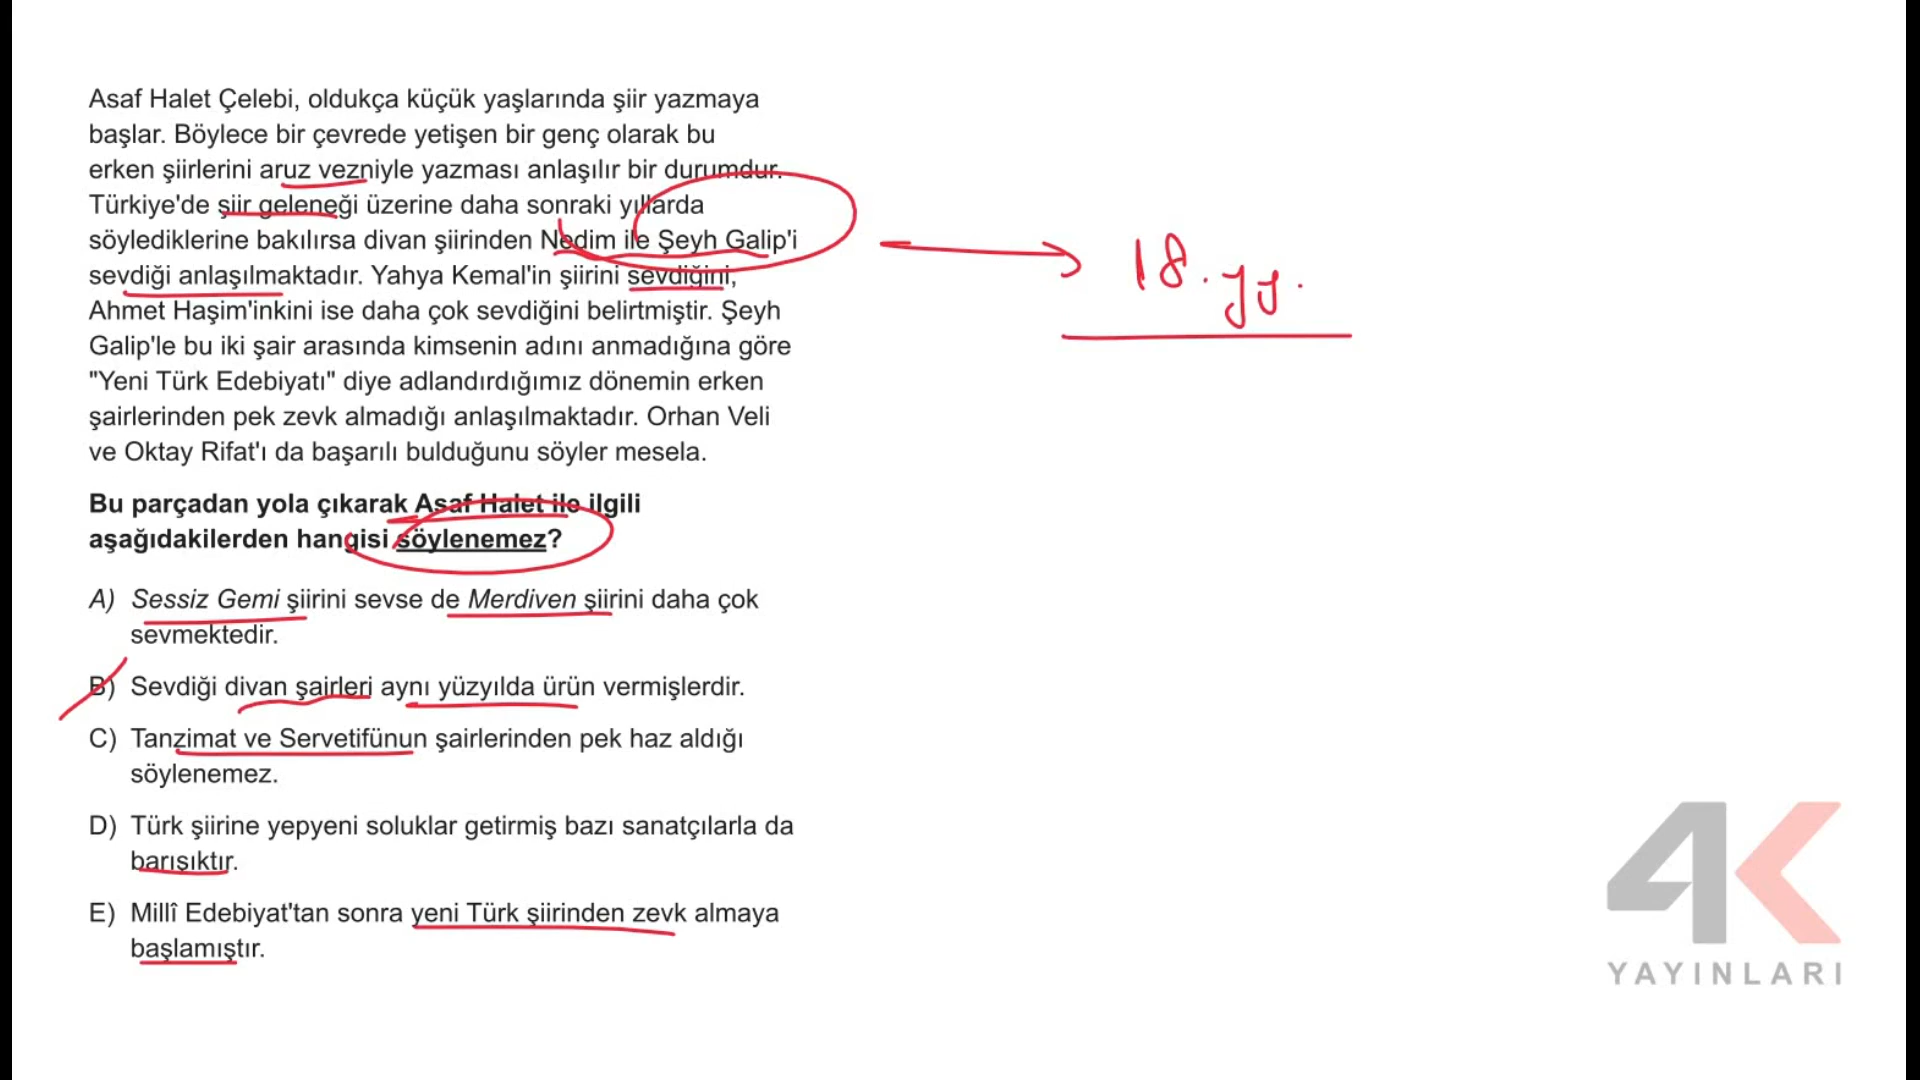 Asaf Halet Çelebi, oldukça küçük yaşlarında şiir yazmaya
başlar. Böylece bir çevrede yetişen bir genç olarak bu
erken şiirlerini aruz vezniyle yazması anlaşılır bir durumdur.
Türkiye'de şiir geleneği üzerine daha sonraki yıllarda
söylediklerine bakılırsa divan şiirinden Nedim ile Şeyh Galip'i
sevdiği anlaşılmaktadır. Yahya Kemal'in şiirini sevdiğini,
Ahmet Haşim'inkini ise daha çok sevdiğini belirtmiştir. Şeyh
Galip'le bu iki şair arasında kimsenin adını anmadığına göre
"Yeni Türk Edebiyatı" diye adlandırdığımız dönemin erken
şairlerinden pek zevk almadığı anlaşılmaktadır. Orhan Veli
ve Oktay Rifat'ı da başarılı bulduğunu söyler mesela.
18. yy.
Bu parçadan yola çıkarak Asaf Halet ile ilgili
aşağıdakilerden hangisi söylenemez?
A) Sessiz Gemi şiirini sevse de Merdiven şiirini daha çok
sevmektedir.
B) Sevdiği divan şairleri aynı yüzyılda ürün vermişlerdir.
C) Tanzimat ve Servetifünun şairlerinden pek haz aldığı
söylenemez.
D) Türk şiirine yepyeni soluklar getirmiş bazı sanatçılarla da
barışıktır.
E) Millî Edebiyat'tan sonra yeni Türk şiirinden zevk almaya
başlamıştır.
4K
YAYINLARI